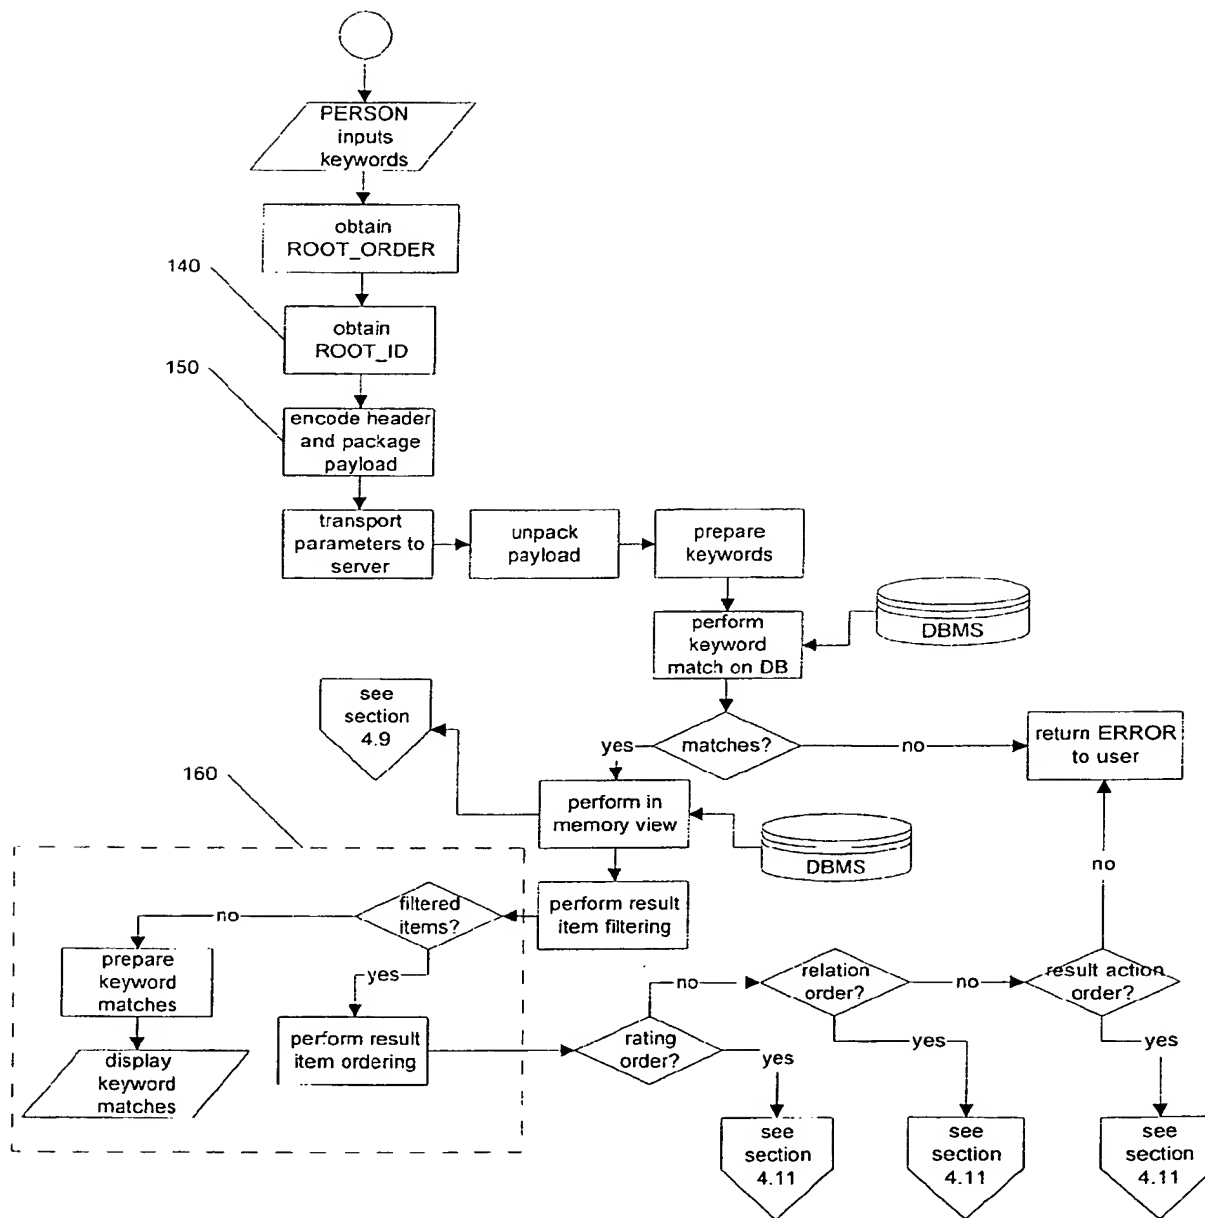 PERSON
inputs
keywords
obtain
ROOT_ORDER
140
obtain
ROOT_ID
150
encode header
and package
payload
transport
parameters to
server
unpack
payload
prepare
keywords
perform
keyword
match on DB
DBMS
see
section
4.9
yes
matches?
no
return ERROR
to user
160
perform in
memory view
DBMS
no
filtered
items?
perform result
item filtering
no
prepare
keyword
matches
yes
relation
order?
no
result action
order?
no
perform result
item ordering
rating
order?
yes
yes
yes
display
keyword
matches
see
section
4.11
see
section
4.11
see
section
4.11